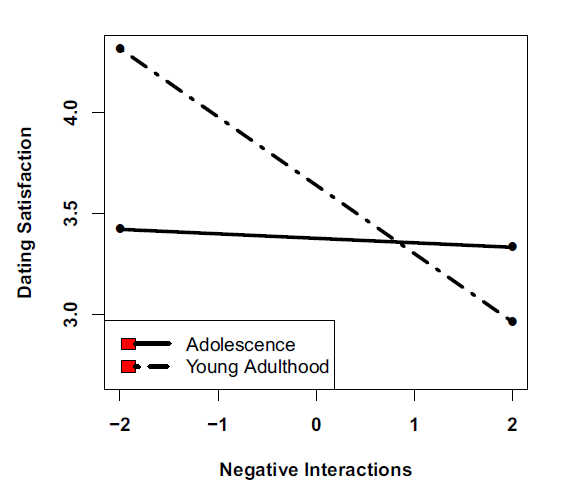 Dating Satisfaction
4.0
3.5
3.0
Adolescence
Young Adulthood
−2
−1
0
1
2
Negative Interactions